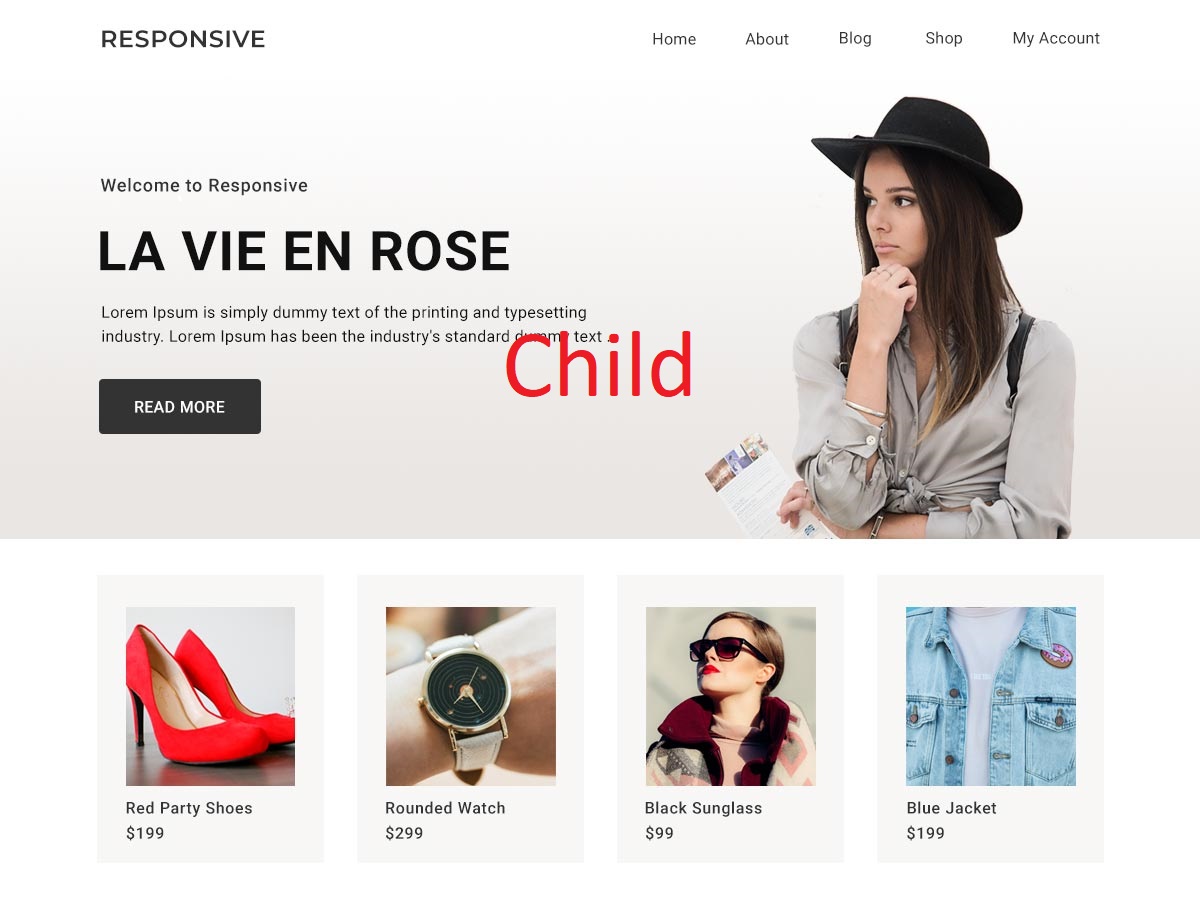 RESPONSIVE
Home About Blog Shop My Account
Welcome to Responsive
LA VIE EN ROSE
Lorem Ipsum is simply dummy text of the printing and typesetting
industry. Lorem Ipsum has been the industry's standard dummy text .
Child
READ MORE
Red Party Shoes
$199
Rounded Watch
$299
Black Sunglass
$99
Blue Jacket
$199